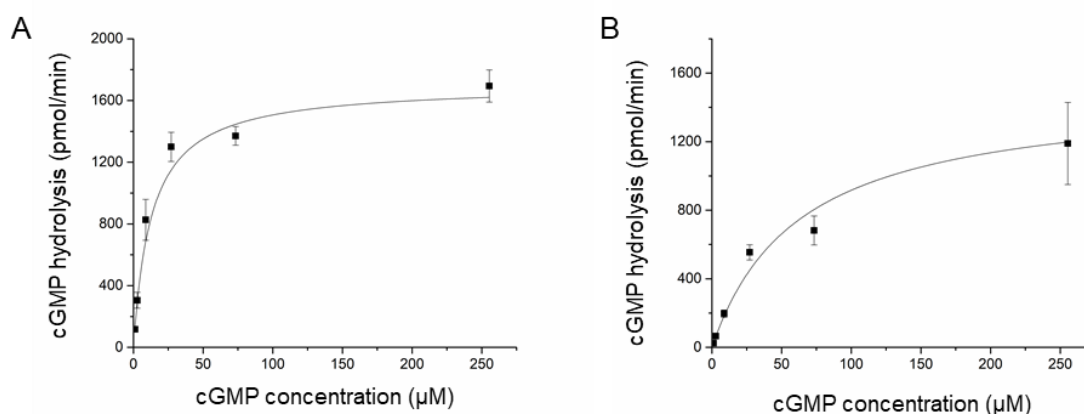 A
cGMP hydrolysis (pmol/min)
2000
1600
1200
800
400
0
0 50 100 150 200 250
cGMP concentration (µM)
B
cGMP hydrolysis (pmol/min)
1600
1200
800
400
0
0 50 100 150 200 250
cGMP concentration (µM)